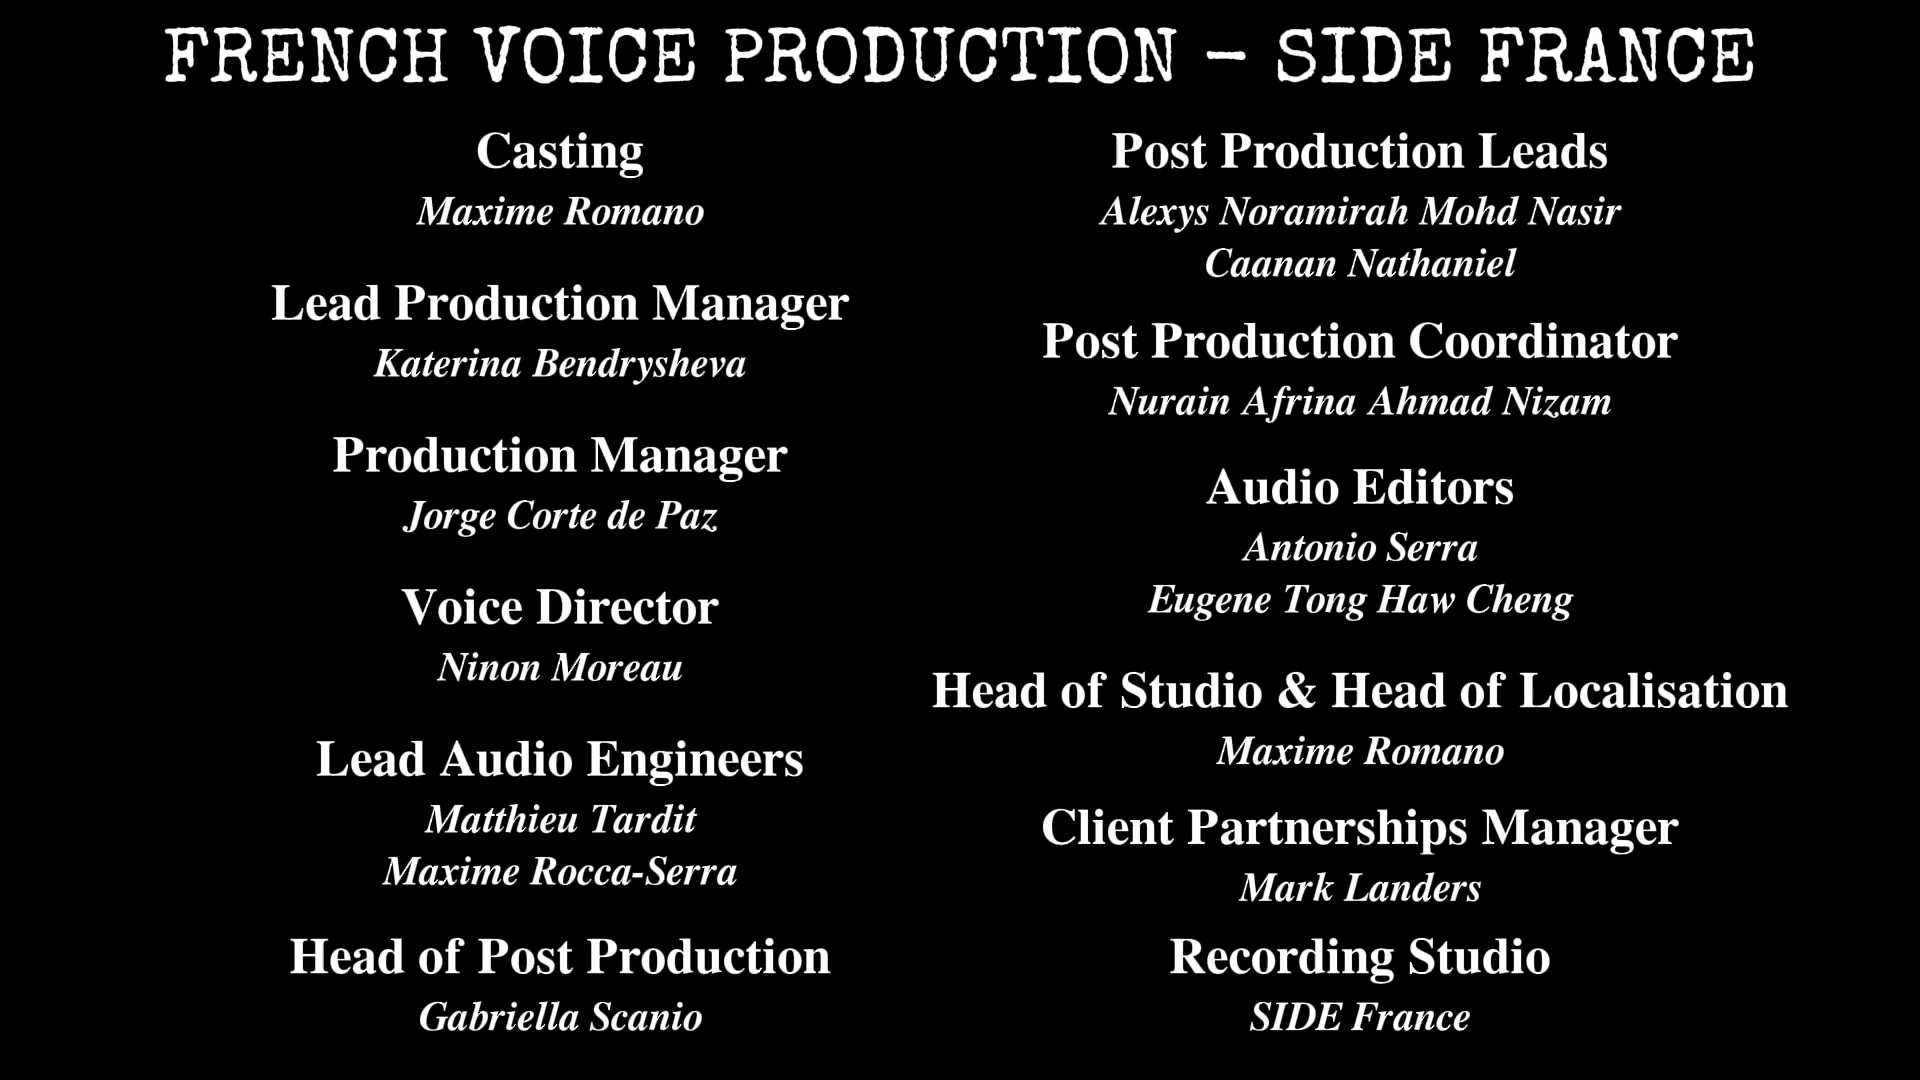 FRENCH VOICE PRODUCTION - SIDE FRANCE
Casting
Maxime Romano
Lead Production Manager
Katerina Bendrysheva
Production Manager
Jorge Corte de Paz
Voice Director
Ninon Moreau
Lead Audio Engineers
Matthieu Tardit
Maxime Rocca-Serra
Head of Post Production
Gabriella Scanio
Post Production Leads
Alexys Noramirah Mohd Nasir
Caanan Nathaniel
Post Production Coordinator
Nurain Afrina Ahmad Nizam
Audio Editors
Antonio Serra
Eugene Tong Haw Cheng
Head of Studio & Head of Localisation
Maxime Romano
Client Partnerships Manager
Mark Landers
Recording Studio
SIDE France